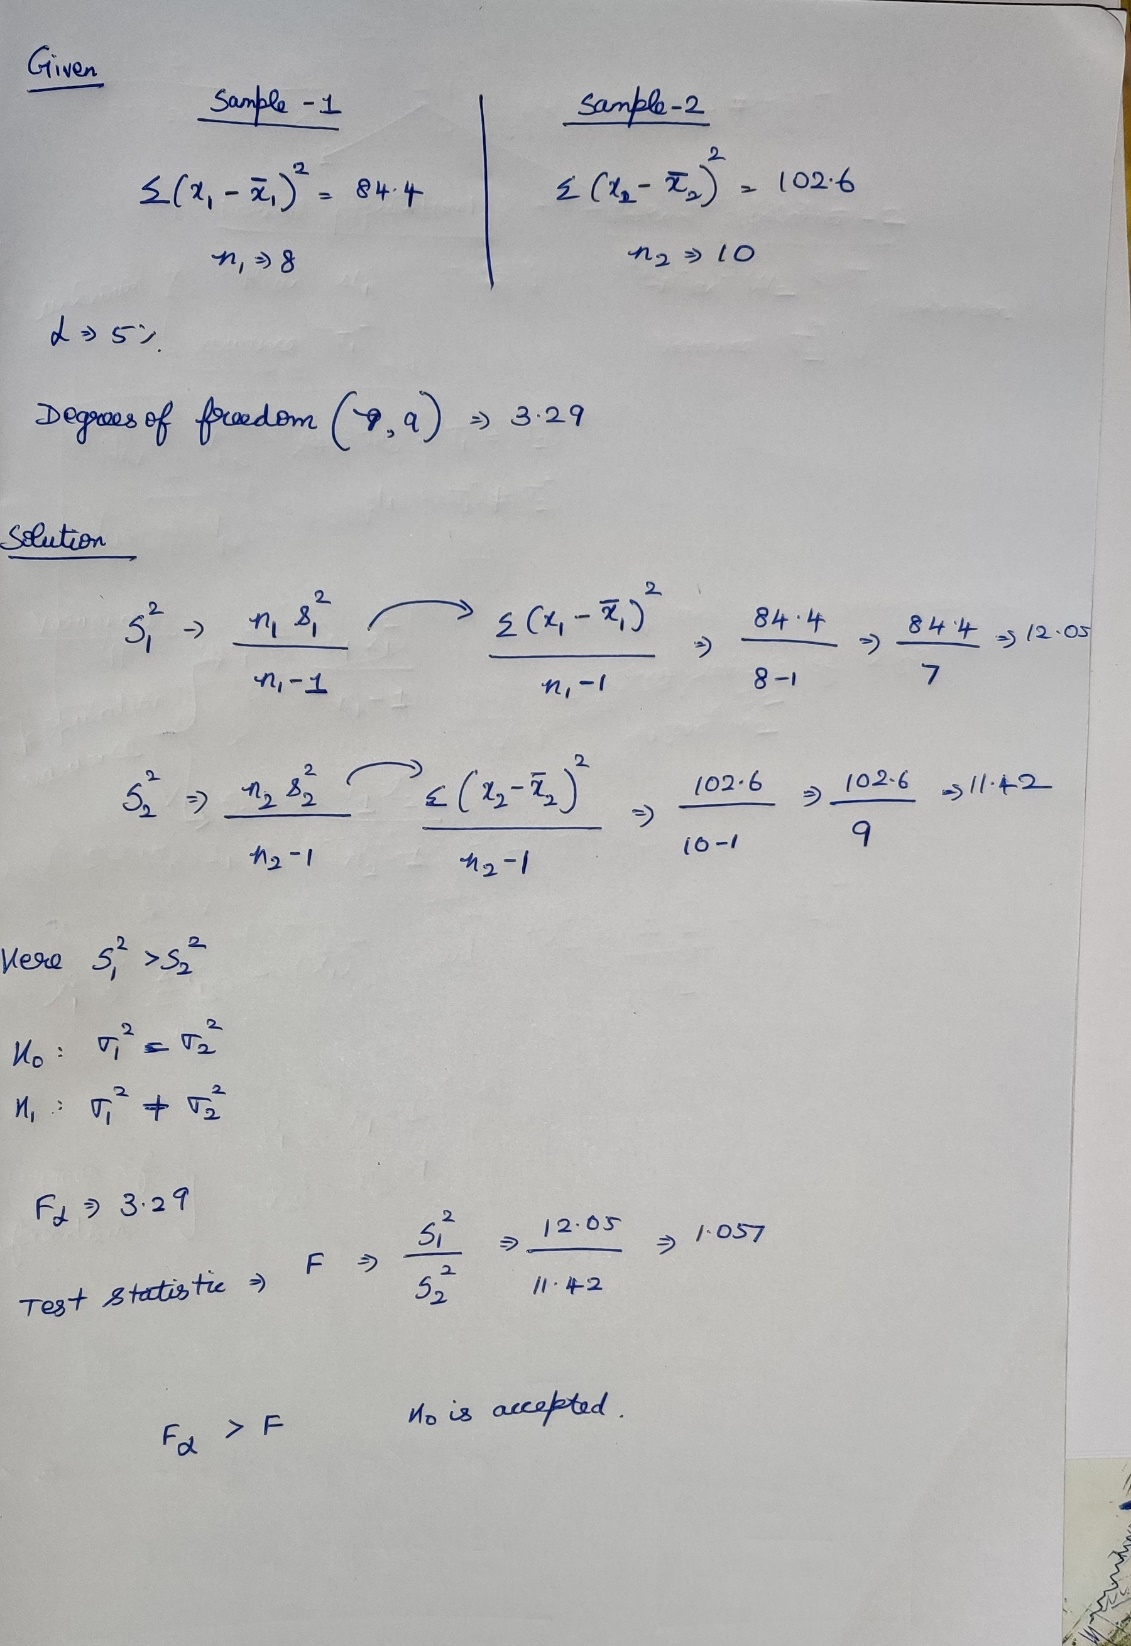 Given
Sample - 1
Sample - 2
Σ(x₁ - x̄₁)² = 84.4
Σ(x₂ - x̄₂)² = 102.6
n₁ ⇒ 8
n₂ ⇒ 10
α ⇒ 5%
Degrees of freedom ( , 9) ⇒ 3.29
Solution
S₁² → n₁ s₁² / n₁ - 1 → Σ(x₁ - x̄₁)² / n₁ - 1 ⇒ 84.4 / 8 - 1 ⇒ 84.4 / 7 ⇒ 12.05
S₂² ⇒ n₂ s₂² / n₂ - 1 → Σ(x₂ - x̄₂)² / n₂ - 1 ⇒ 102.6 / 10 - 1 ⇒ 102.6 / 9 ⇒ 11.42
Here S₁² > S₂²
H₀ : σ₁² = σ₂²
H₁ : σ₁² ≠ σ₂²
Fα ⇒ 3.29
Test statistic ⇒ F ⇒ S₁² / S₂² ⇒ 12.05 / 11.42 ⇒ 1.057
Fα > F H₀ is accepted.